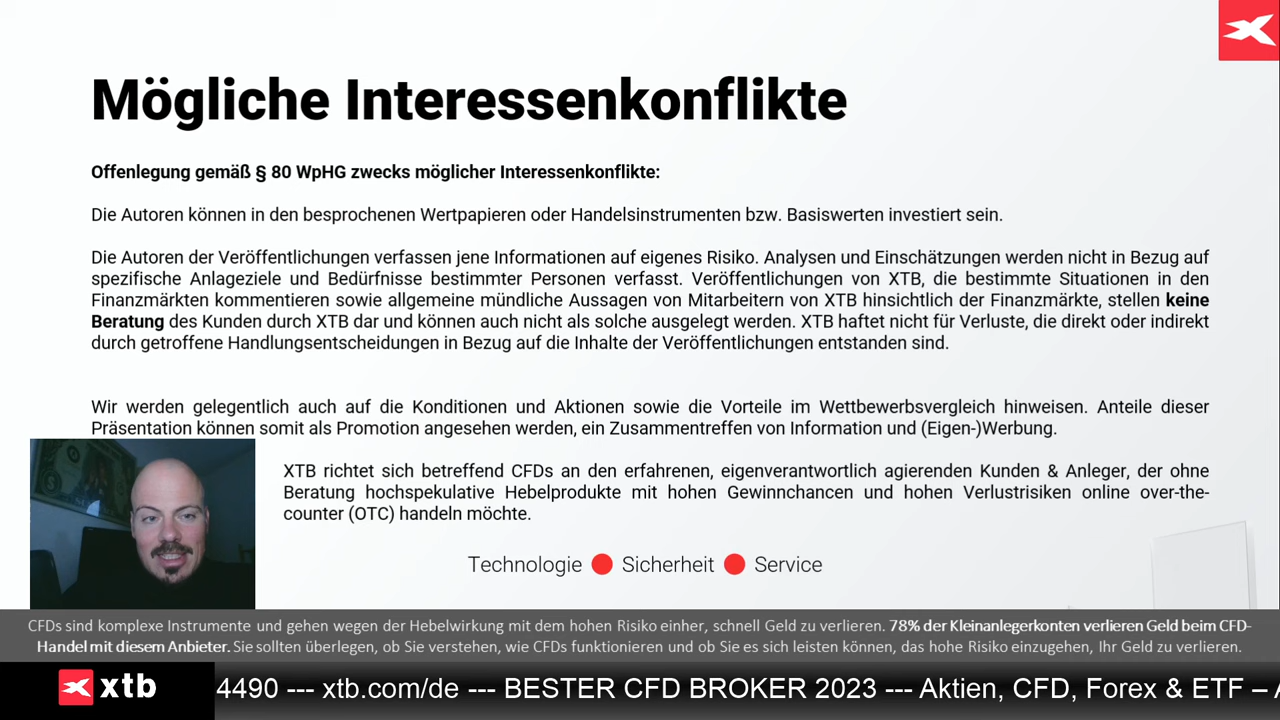 Mögliche Interessenkonflikte
Offenlegung gemäß § 80 WpHG zwecks möglicher Interessenkonflikte:
Die Autoren können in den besprochenen Wertpapieren oder Handelsinstrumenten bzw. Basiswerten investiert sein.
Die Autoren der Veröffentlichungen verfassen jene Informationen auf eigenes Risiko. Analysen und Einschätzungen werden nicht in Bezug auf
spezifische Anlageziele und Bedürfnisse bestimmter Personen verfasst. Veröffentlichungen von XTB, die bestimmte Situationen in den
Finanzmärkten kommentieren sowie allgemeine mündliche Aussagen von Mitarbeitern von XTB hinsichtlich der Finanzmärkte, stellen keine
Beratung des Kunden durch XTB dar und können auch nicht als solche ausgelegt werden. XTB haftet nicht für Verluste, die direkt oder indirekt
durch getroffene Handlungsentscheidungen in Bezug auf die Inhalte der Veröffentlichungen entstanden sind.
Wir werden gelegentlich auch auf die Konditionen und Aktionen sowie die Vorteile im Wettbewerbsvergleich hinweisen. Anteile dieser
Präsentation können somit als Promotion angesehen werden, ein Zusammentreffen von Information und (Eigen-)Werbung.
XTB richtet sich betreffend CFDs an den erfahrenen, eigenverantwortlich agierenden Kunden & Anleger, der ohne
Beratung hochspekulative Hebelprodukte mit hohen Gewinnchancen und hohen Verlustrisiken online over-the-
counter (OTC) handeln möchte.
Technologie Sicherheit Service
CFDs sind komplexe Instrumente und gehen wegen der Hebelwirkung mit dem hohen Risiko einher, schnell Geld zu verlieren. 78% der Kleinanlegerkonten verlieren Geld beim CFD-
Handel mit diesem Anbieter. Sie sollten überlegen, ob Sie verstehen, wie CFDs funktionieren und ob Sie es sich leisten können, das hohe Risiko einzugehen, Ihr Geld zu verlieren.
xtb 4490 --- xtb.com/de --- BESTER CFD BROKER 2023 --- Aktien, CFD, Forex & ETF –